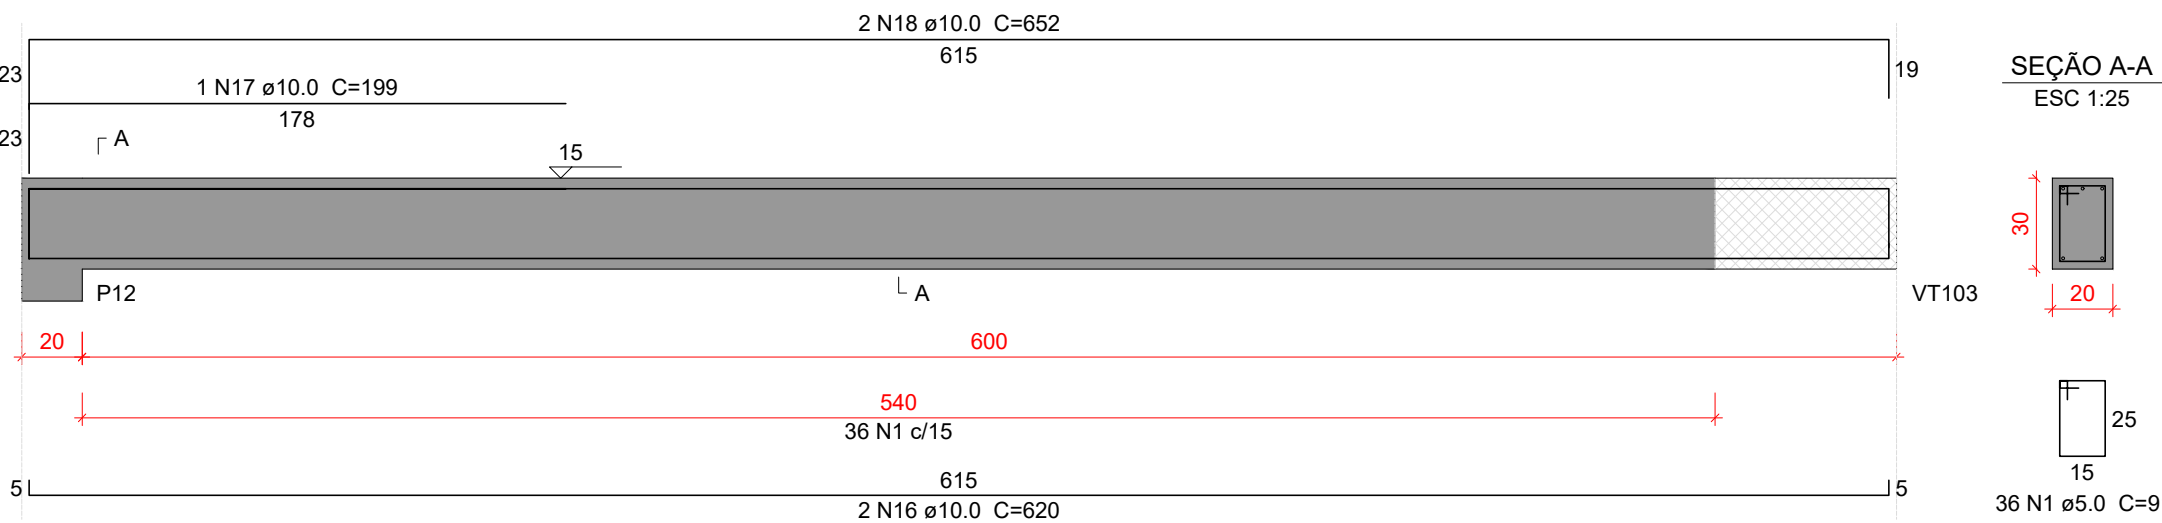 2 N18 ø10.0 C=652
615
23
19
1 N17 ø10.0 C=199
178
23
A
15
P12
A
VT103
20
600
540
36 N1 c/15
5
615
5
2 N16 ø10.0 C=620
SEÇÃO A-A
ESC 1:25
30
20
25
15
36 N1 ø5.0 C=9